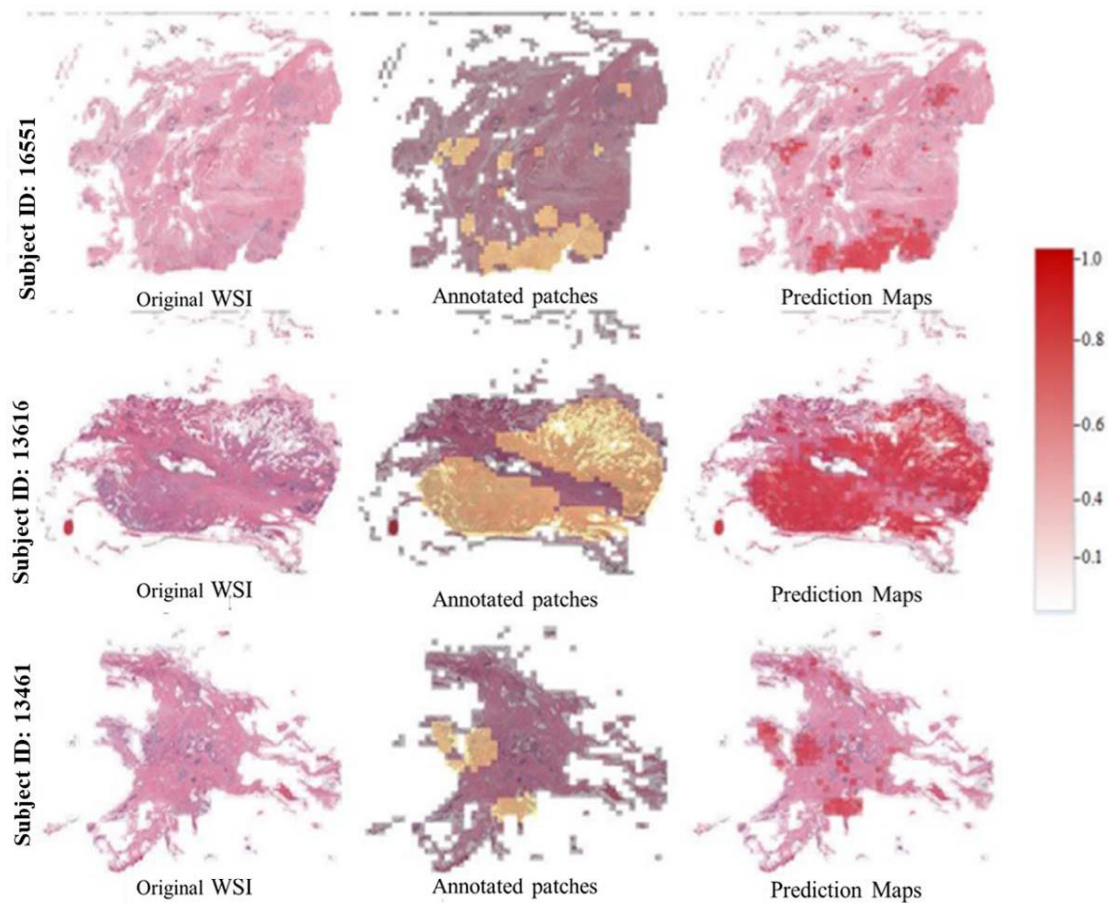 Subject ID: 16551
Original WSI
Annotated patches
Prediction Maps
Subject ID: 13616
Original WSI
Annotated patches
Prediction Maps
Subject ID: 13461
Original WSI
Annotated patches
Prediction Maps
1.0
0.8
0.6
0.4
0.1